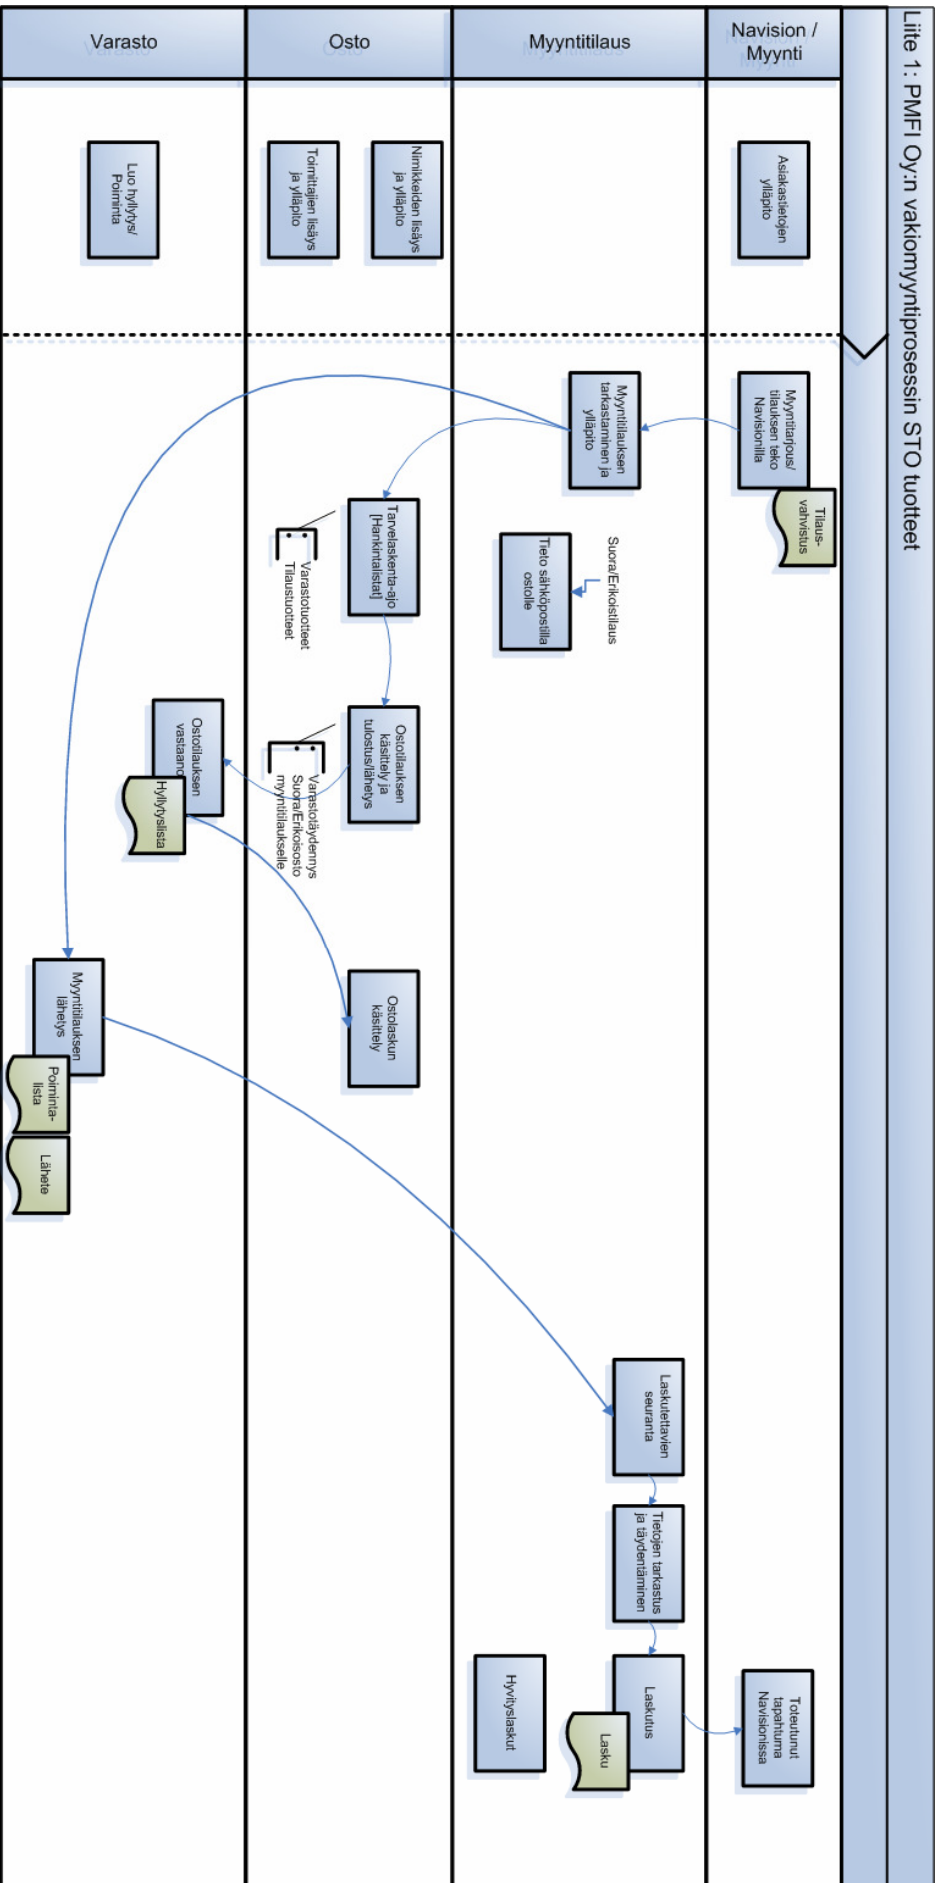 Liite 1: PMFI Oy:n vakiomyyntiprosessin STO tuotteet
Navision /
Myynti
Asiakastietojen
ylläpito
Myyntitarjous/
tilauksen teko
Navisionilla
Tilaus-
vahvistus
Toteutunut
tapahtuma
Navisionissa
Myyntitilaus
Myyntitilauksen
tarkastaminen ja
ylläpito
Suora/Erikoistilaus
Tieto sähköpostilla
ostolle
Laskutettavien
seuranta
Tietojen tarkastus
ja täydentäminen
Laskutus
Lasku
Hyvityslaskut
Osto
Nimikkeiden lisäys
ja ylläpito
Toimittajien lisäys
ja ylläpito
Tarvelaskenta-ajo
[Hankintalistat]
Varastotuotteet
Tilaustuotteet
Ostotilauksen
käsittely ja
tulostus/lähetys
Varastotäydennys
Suora/Erikoisosto
myyntitilaukselle
Ostolaskun
käsittely
Varasto
Luo hyllytys/
Poiminta
Ostotilauksen
vastaano
Hyllytyslista
Myyntitilauksen
lähetys
Poiminta-
lista
Lähete